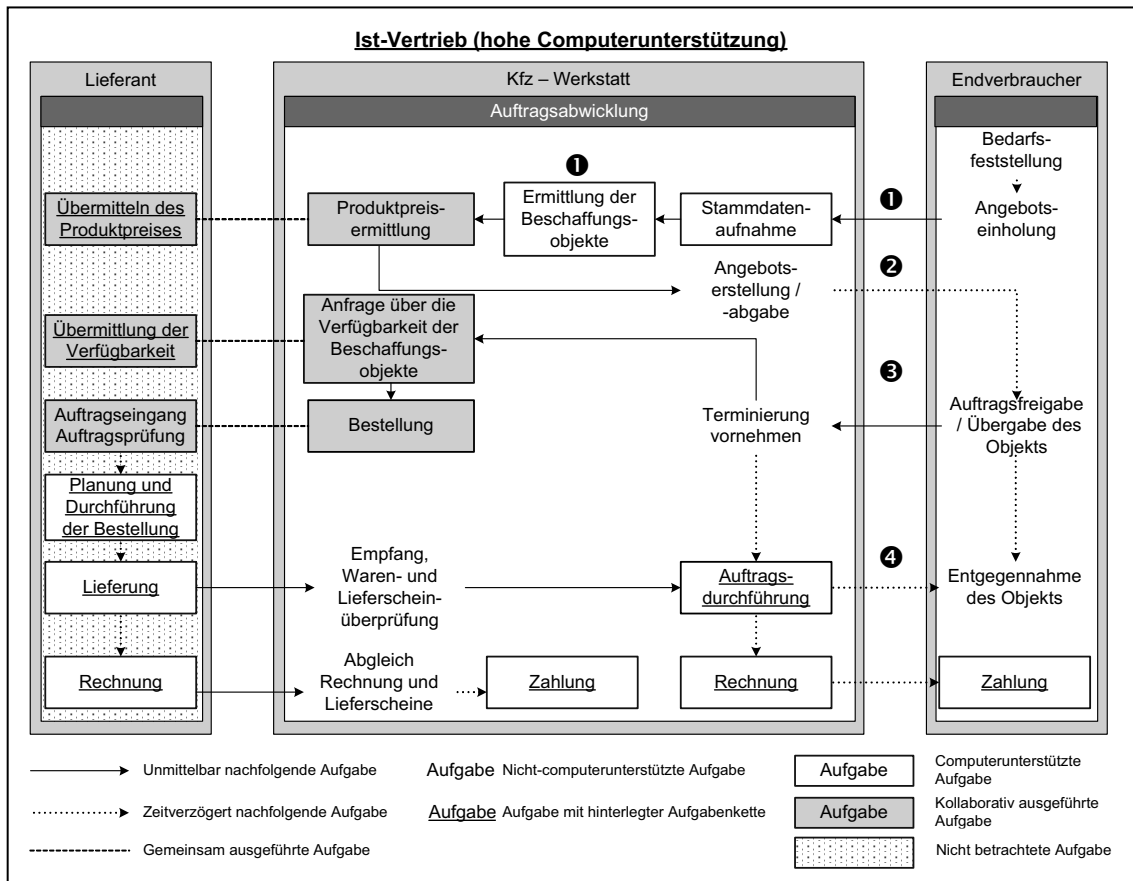 Ist-Vertrieb (hohe Computerunterstützung)
Lieferant
Kfz – Werkstatt
Endverbraucher
Auftragsabwicklung
Übermitteln des
Produktpreises
Produktpreis-
ermittlung
❶
Ermittlung der
Beschaffungs-
objekte
Stammdaten-
aufnahme
❶
Bedarfs-
feststellung
Angebots-
einholung
Angebots-
erstellung /
-abgabe
❷
Übermittlung der
Verfügbarkeit
Anfrage über die
Verfügbarkeit der
Beschaffungs-
objekte
❸
Auftragseingang
Auftragsprüfung
Bestellung
Terminierung
vornehmen
Auftragsfreigabe
/ Übergabe des
Objekts
Planung und
Durchführung
der Bestellung
Lieferung
Empfang,
Waren- und
Lieferschein-
überprüfung
Auftrags-
durchführung
❹
Entgegennahme
des Objekts
Rechnung
Abgleich
Rechnung und
Lieferscheine
Zahlung
Rechnung
Zahlung
Unmittelbar nachfolgende Aufgabe
Zeitverzögert nachfolgende Aufgabe
Gemeinsam ausgeführte Aufgabe
Aufgabe Nicht-computerunterstützte Aufgabe
Aufgabe Aufgabe mit hinterlegter Aufgabenkette
Aufgabe
Computerunterstützte
Aufgabe
Aufgabe
Kollaborativ ausgeführte
Aufgabe
Nicht betrachtete Aufgabe